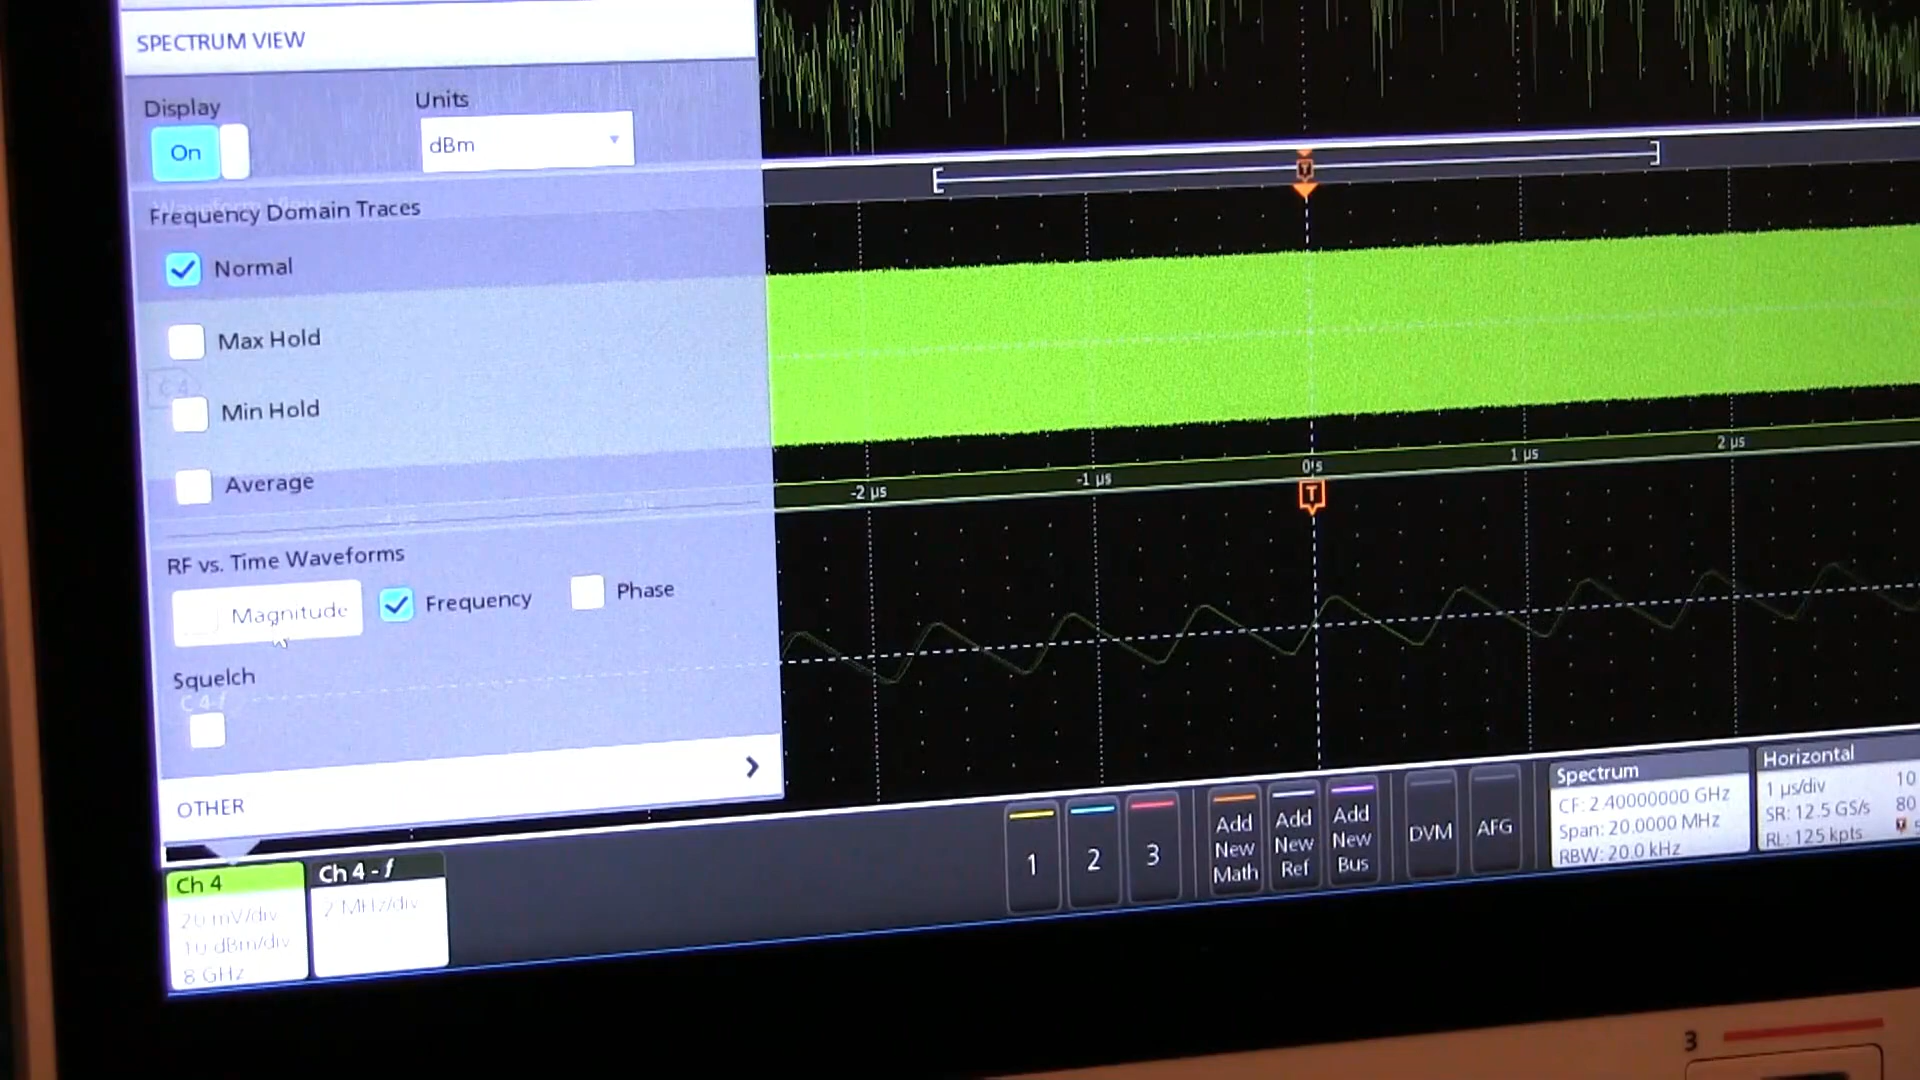 SPECTRUM VIEW
Display
Units
On
dBm
Frequency Domain Traces
Normal
Max Hold
C 4
Min Hold
Average
RF vs. Time Waveforms
Magnitude
Frequency
Phase
Squelch
C 4-f
OTHER
T
-2 µs
-1 µs
0 s
1 µs
2 µs
T
Ch 4
20 mV/div
10 dBm/div
8 GHz
Ch 4 - f
2 MHz/div
1
2
3
Add
New
Math
Add
New
Ref
Add
New
Bus
DVM
AFG
Spectrum
CF: 2.40000000 GHz
Span: 20.0000 MHz
RBW: 20.0 kHz
Horizontal
1 µs/div
SR: 12.5 GS/s
RL: 125 kpts
10
80
3